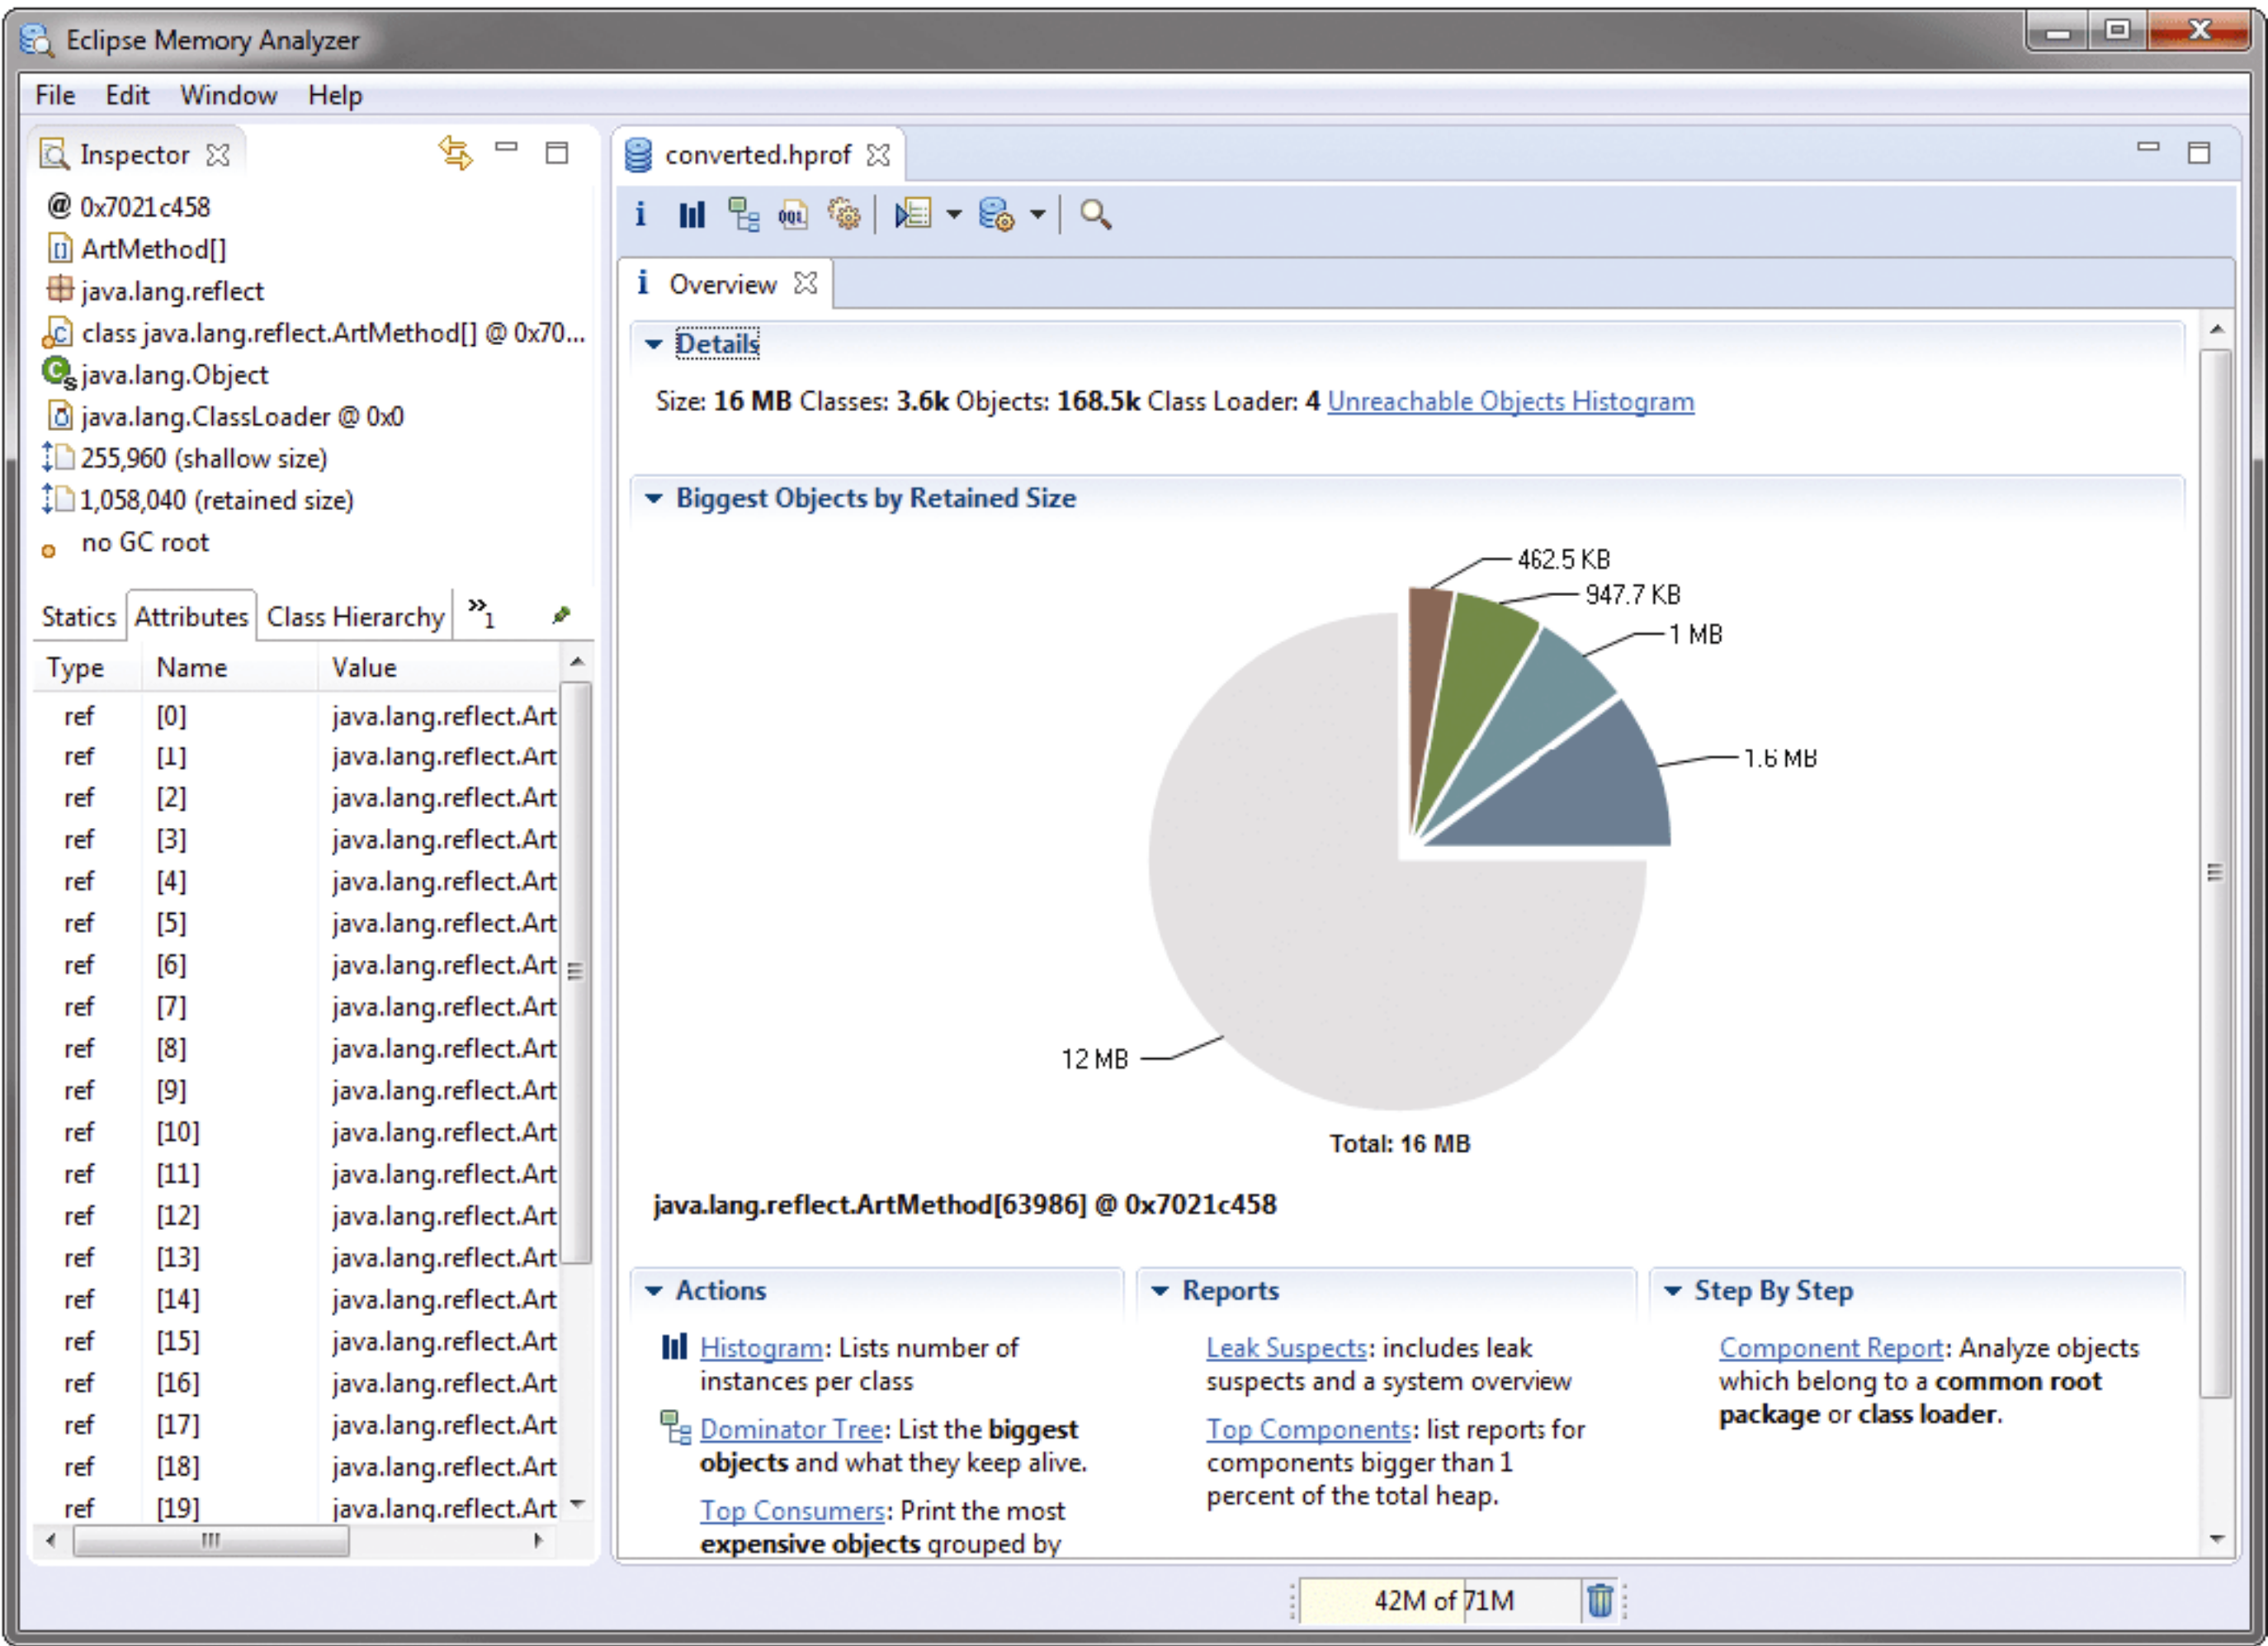 Eclipse Memory Analyzer
File Edit Window Help
Inspector
@ 0x7021c458
ArtMethod[]
java.lang.reflect
class java.lang.reflect.ArtMethod[] @ 0x70...
java.lang.Object
java.lang.ClassLoader @ 0x0
255,960 (shallow size)
1,058,040 (retained size)
no GC root
Statics Attributes Class Hierarchy »1
Type Name Value
ref [0] java.lang.reflect.Art
ref [1] java.lang.reflect.Art
ref [2] java.lang.reflect.Art
ref [3] java.lang.reflect.Art
ref [4] java.lang.reflect.Art
ref [5] java.lang.reflect.Art
ref [6] java.lang.reflect.Art
ref [7] java.lang.reflect.Art
ref [8] java.lang.reflect.Art
ref [9] java.lang.reflect.Art
ref [10] java.lang.reflect.Art
ref [11] java.lang.reflect.Art
ref [12] java.lang.reflect.Art
ref [13] java.lang.reflect.Art
ref [14] java.lang.reflect.Art
ref [15] java.lang.reflect.Art
ref [16] java.lang.reflect.Art
ref [17] java.lang.reflect.Art
ref [18] java.lang.reflect.Art
ref [19] java.lang.reflect.Art
converted.hprof
i OQL
i Overview
Details
Size: 16 MB Classes: 3.6k Objects: 168.5k Class Loader: 4 Unreachable Objects Histogram
Biggest Objects by Retained Size
462.5 KB
947.7 KB
1 MB
1.6 MB
12 MB
Total: 16 MB
java.lang.reflect.ArtMethod[63986] @ 0x7021c458
Actions
Histogram: Lists number of
instances per class
Dominator Tree: List the biggest
objects and what they keep alive.
Top Consumers: Print the most
expensive objects grouped by
Reports
Leak Suspects: includes leak
suspects and a system overview
Top Components: list reports for
components bigger than 1
percent of the total heap.
Step By Step
Component Report: Analyze objects
which belong to a common root
package or class loader.
42M of 71M